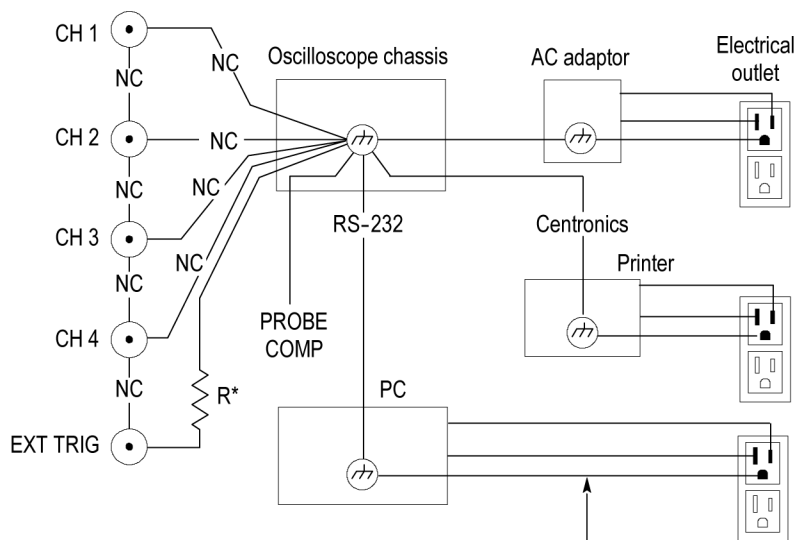 CH 1
NC
Oscilloscope chassis
AC adaptor
Electrical
outlet
NC
CH 2
NC
NC
NC
CH 3
NC
NC
RS-232
Centronics
Printer
PROBE
COMP
CH 4
NC
R*
PC
EXT TRIG